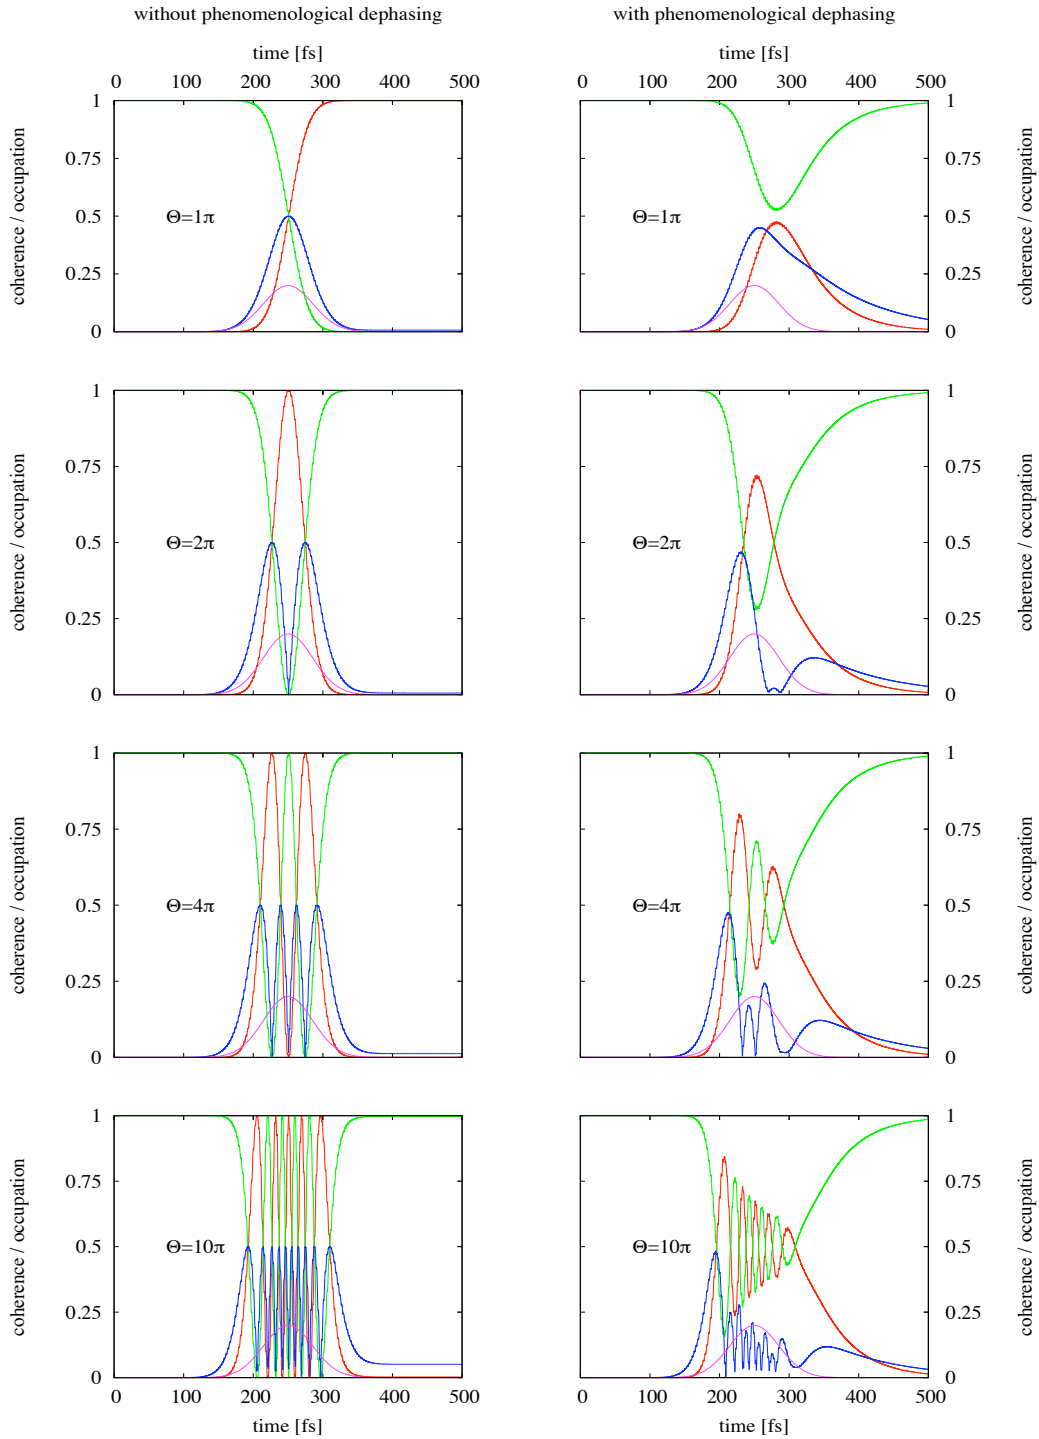 without phenomenological dephasing
with phenomenological dephasing
time [fs]
time [fs]
0 100 200 300 400 500
0 100 200 300 400 500
coherence / occupation
1
0.75
0.5
0.25
0
Θ=1π
Θ=1π
1
0.75
0.5
0.25
0
coherence / occupation
coherence / occupation
1
0.75
0.5
0.25
0
Θ=2π
Θ=2π
1
0.75
0.5
0.25
0
coherence / occupation
coherence / occupation
1
0.75
0.5
0.25
0
Θ=4π
Θ=4π
1
0.75
0.5
0.25
0
coherence / occupation
coherence / occupation
1
0.75
0.5
0.25
0
Θ=10π
Θ=10π
1
0.75
0.5
0.25
0
coherence / occupation
0 100 200 300 400 500
0 100 200 300 400 500
time [fs]
time [fs]